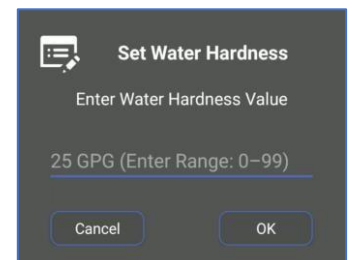 Set Water Hardness
Enter Water Hardness Value
25 GPG (Enter Range: 0–99)
Cancel OK